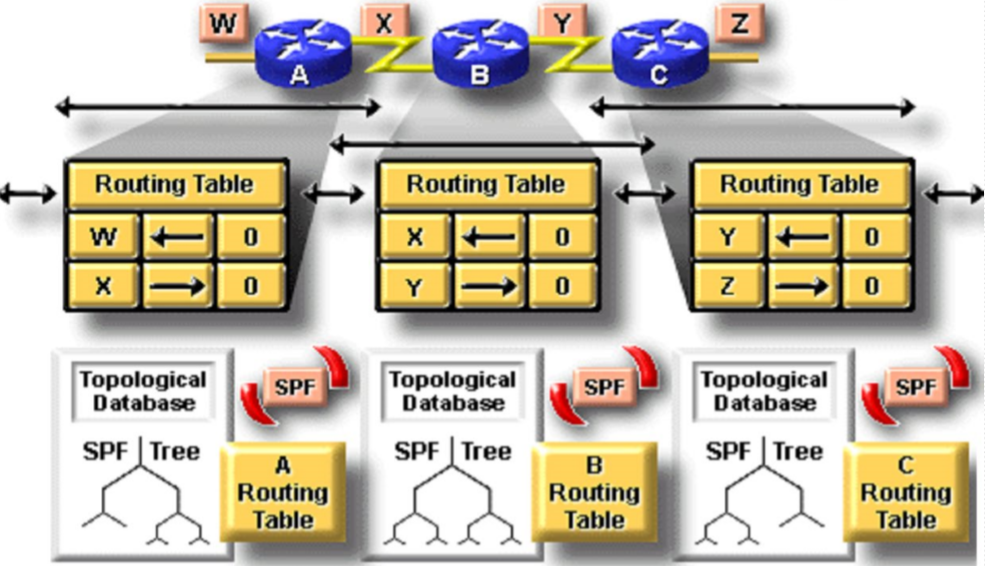 W X Y Z
A B C
Routing Table Routing Table Routing Table
W 0 X 0 Y 0
X 0 Y 0 Z 0
Topological Database SPF Topological Database SPF Topological Database SPF
SPF Tree SPF Tree SPF Tree
A Routing Table B Routing Table C Routing Table